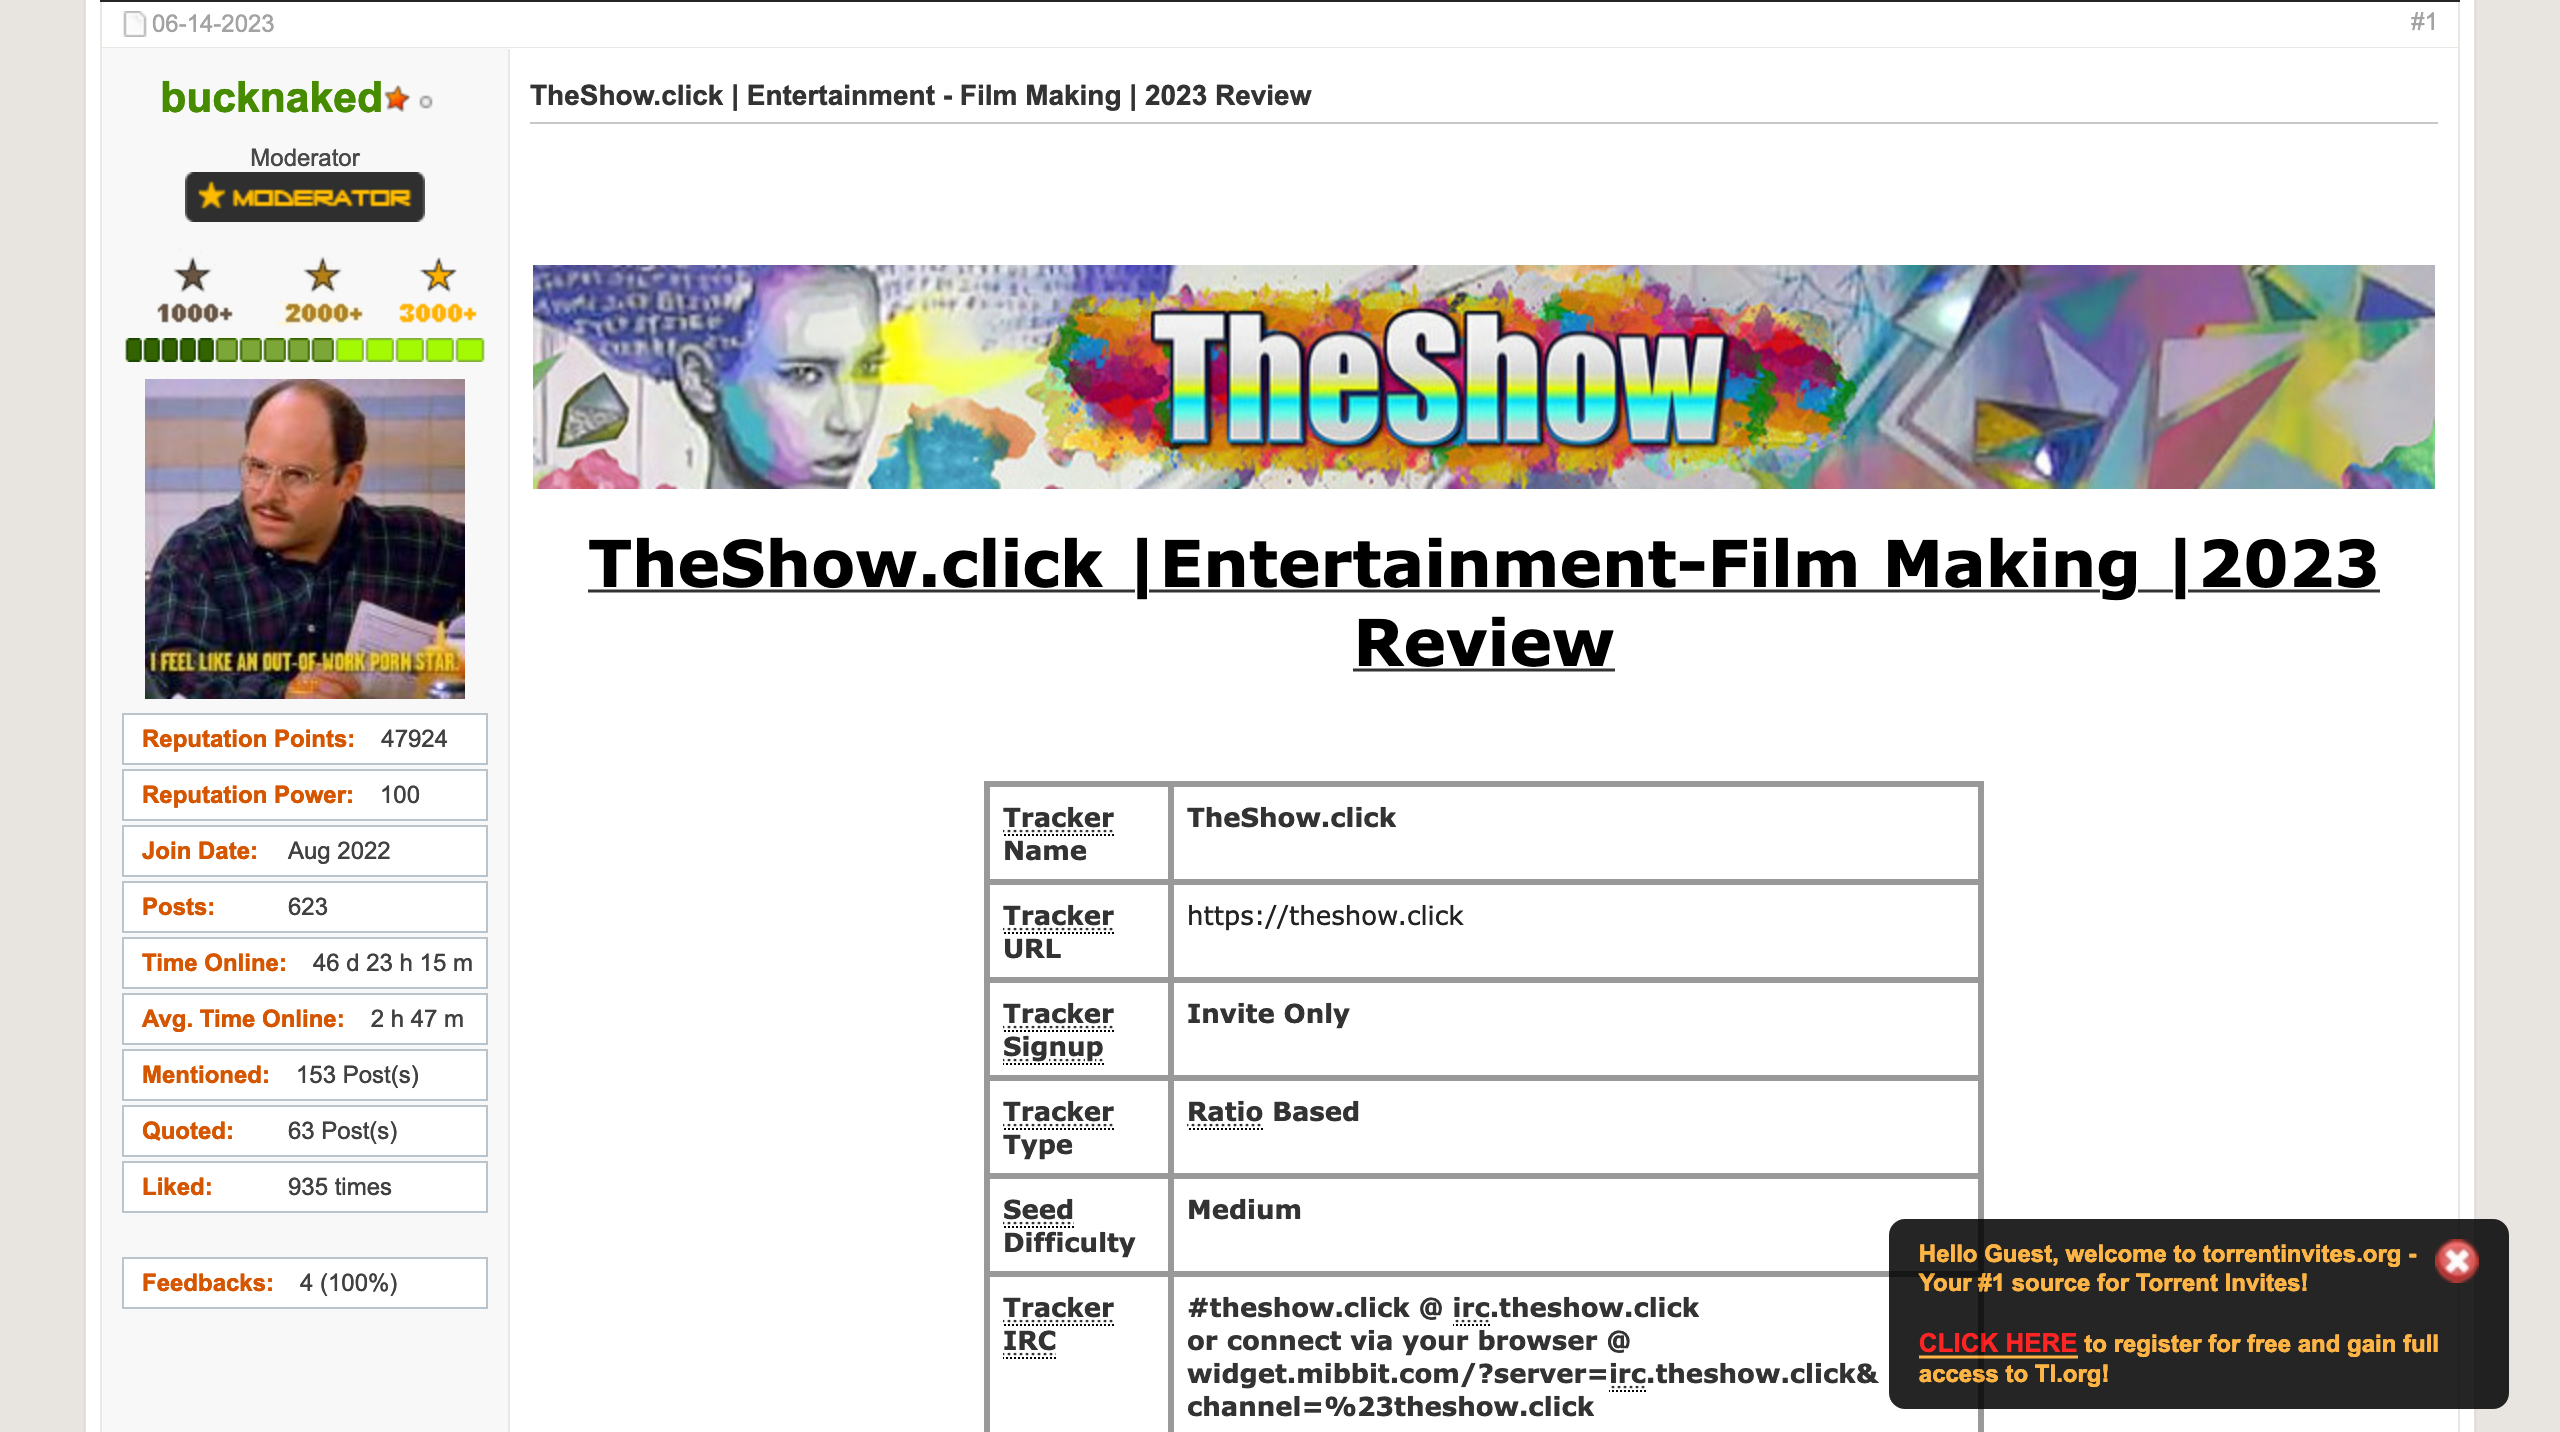 06-14-2023
#1
bucknaked
Moderator
MODERATOR
1000+ 2000+ 3000+
I FEEL LIKE AN OUT-OF-WORK PORN STAR.
Reputation Points: 47924
Reputation Power: 100
Join Date: Aug 2022
Posts: 623
Time Online: 46 d 23 h 15 m
Avg. Time Online: 2 h 47 m
Mentioned: 153 Post(s)
Quoted: 63 Post(s)
Liked: 935 times
Feedbacks: 4 (100%)
TheShow.click | Entertainment - Film Making | 2023 Review
TheShow
TheShow.click |Entertainment-Film Making |2023
Review
Tracker
Name
TheShow.click
Tracker
URL
https://theshow.click
Tracker
Signup
Invite Only
Tracker
Type
Ratio Based
Seed
Difficulty
Medium
Tracker
IRC
#theshow.click @ irc.theshow.click
or connect via your browser @
widget.mibbit.com/?server=irc.theshow.click&
channel=%23theshow.click
Hello Guest, welcome to torrentinvites.org -
Your #1 source for Torrent Invites!
CLICK HERE to register for free and gain full
access to TI.org!